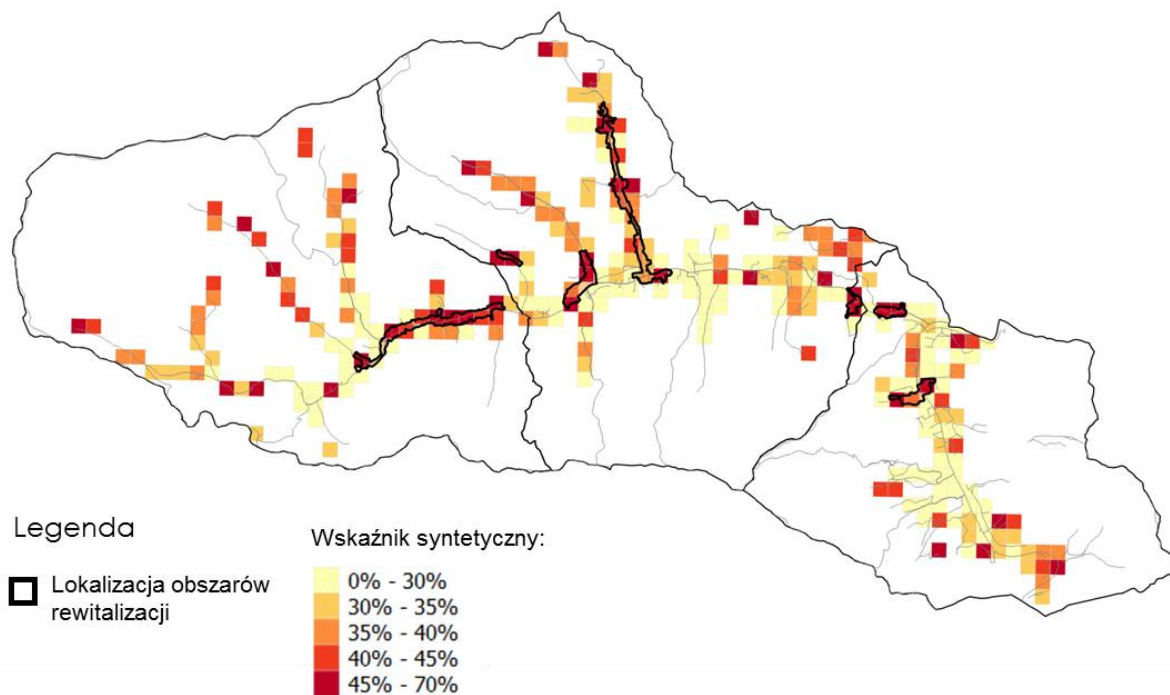 Legenda
Lokalizacja obszarów
rewitalizacji
Wskaźnik syntetyczny:
0% - 30%
30% - 35%
35% - 40%
40% - 45%
45% - 70%